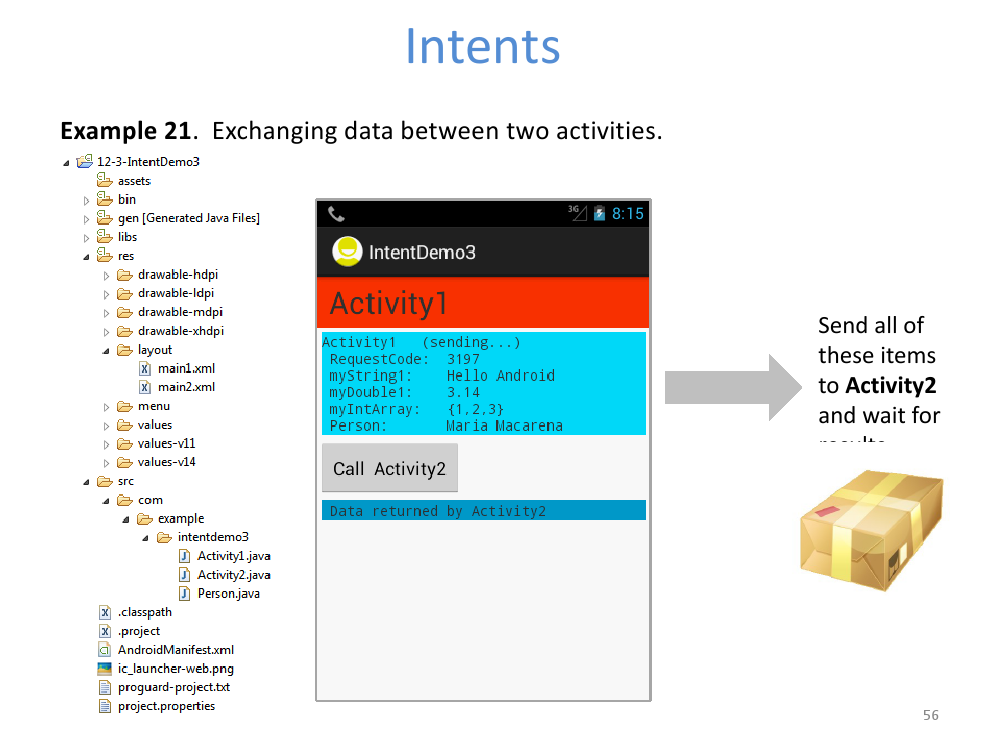 Intents
Example 21.  Exchanging data between two activities.
12-3-IntentDemo3
assets
bin
gen [Generated Java Files]
libs
res
drawable-hdpi
drawable-ldpi
drawable-mdpi
drawable-xhdpi
layout
main1.xml
main2.xml
menu
values
values-v11
values-v14
src
com
example
intentdemo3
Activity1.java
Activity2.java
Person.java
.classpath
.project
AndroidManifest.xml
ic_launcher-web.png
proguard-project.txt
project.properties
3G 8:15
IntentDemo3
Activity1
Activity1   (sending...)
RequestCode:  3197
myString1:    Hello Android
myDouble1:    3.14
myIntArray:   {1,2,3}
Person:       Maria Macarena
Call Activity2
Data returned by Activity2
Send all of
these items
to Activity2
and wait for
56